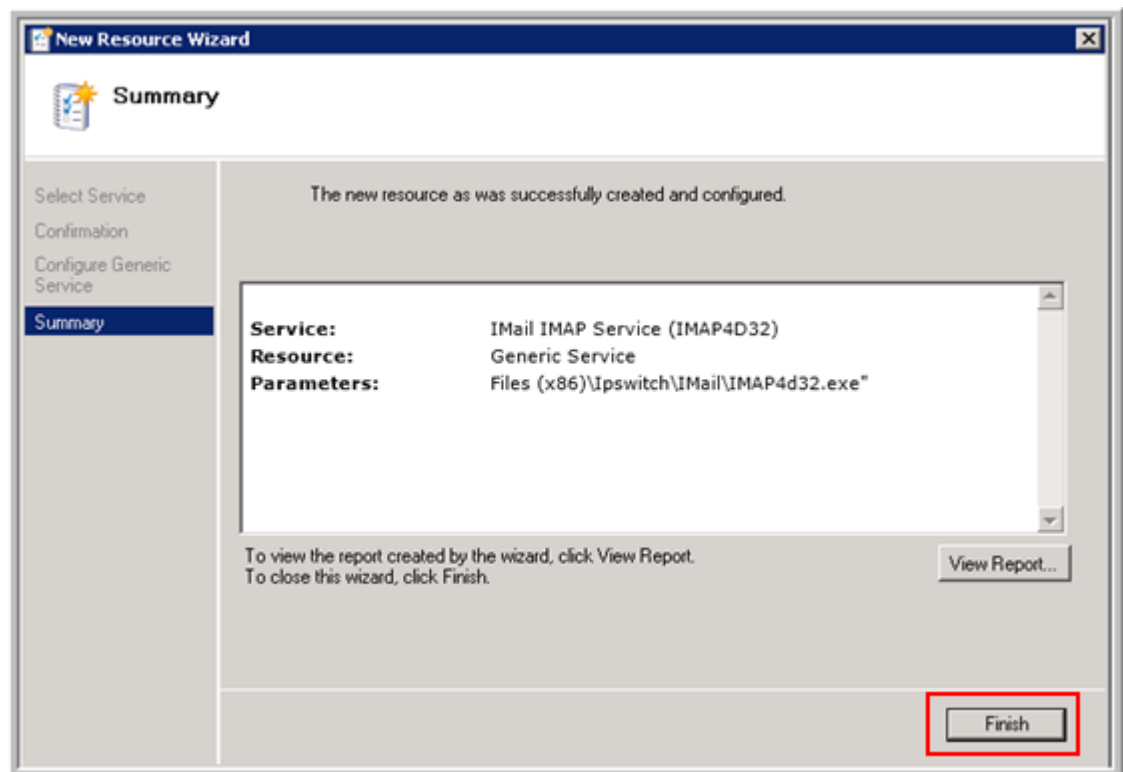 New Resource Wizard
Summary
Select Service
Confirmation
Configure Generic
Service
Summary
The new resource as was successfully created and configured.
Service: IMail IMAP Service (IMAP4D32)
Resource: Generic Service
Parameters: Files (x86)\Ipswitch\IMail\IMAP4d32.exe"
To view the report created by the wizard, click View Report.
To close this wizard, click Finish.
View Report...
Finish